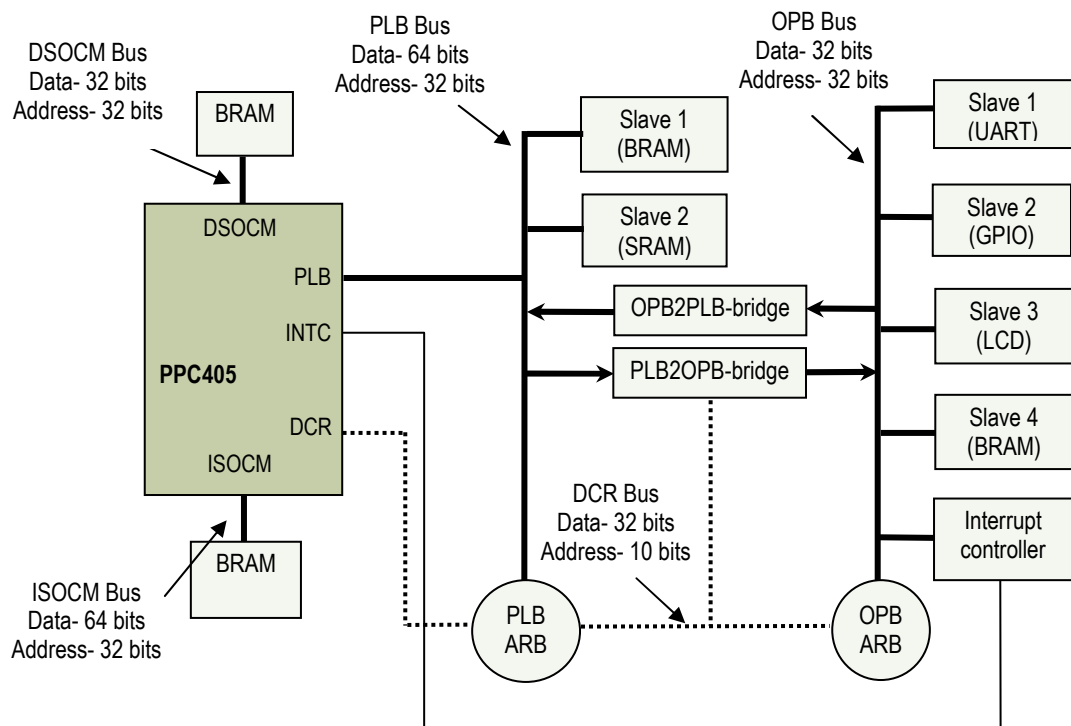 DSOCM Bus
Data- 32 bits
Address- 32 bits
BRAM
DSOCM
PLB
INTC
PPC405
DCR
ISOCM
BRAM
ISOCM Bus
Data- 64 bits
Address- 32 bits
PLB Bus
Data- 64 bits
Address- 32 bits
Slave 1
(BRAM)
Slave 2
(SRAM)
OPB2PLB-bridge
PLB2OPB-bridge
DCR Bus
Data- 32 bits
Address- 10 bits
PLB
ARB
OPB Bus
Data- 32 bits
Address- 32 bits
Slave 1
(UART)
Slave 2
(GPIO)
Slave 3
(LCD)
Slave 4
(BRAM)
Interrupt
controller
OPB
ARB